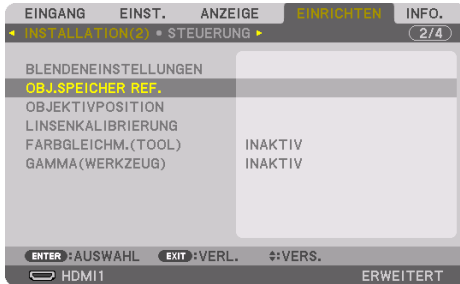 EINGANG EINST. ANZEIGE EINRICHTEN INFO.
INSTALLATION(2) • STEUERUNG 2/4
BLENDENEINSTELLUNGEN
OBJ.SPEICHER REF.
OBJEKTIVPOSITION
LINSENKALIBRIERUNG
FARBGLEICHM.(TOOL) INAKTIV
GAMMA(WERKZEUG) INAKTIV
ENTER :AUSWAHL EXIT :VERL. :VERS.
HDMI1 ERWEITERT